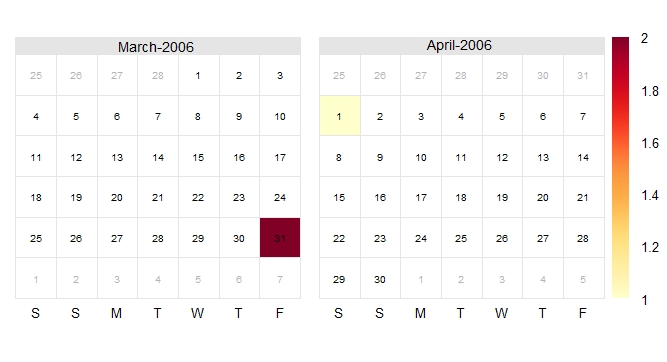 March-2006
25 26 27 28 1 2 3
4 5 6 7 8 9 10
11 12 13 14 15 16 17
18 19 20 21 22 23 24
25 26 27 28 29 30 31
1 2 3 4 5 6 7
S S M T W T F
April-2006
25 26 27 28 29 30 31
1 2 3 4 5 6 7
8 9 10 11 12 13 14
15 16 17 18 19 20 21
22 23 24 25 26 27 28
29 30 1 2 3 4 5
S S M T W T F
2
1.8
1.6
1.4
1.2
1